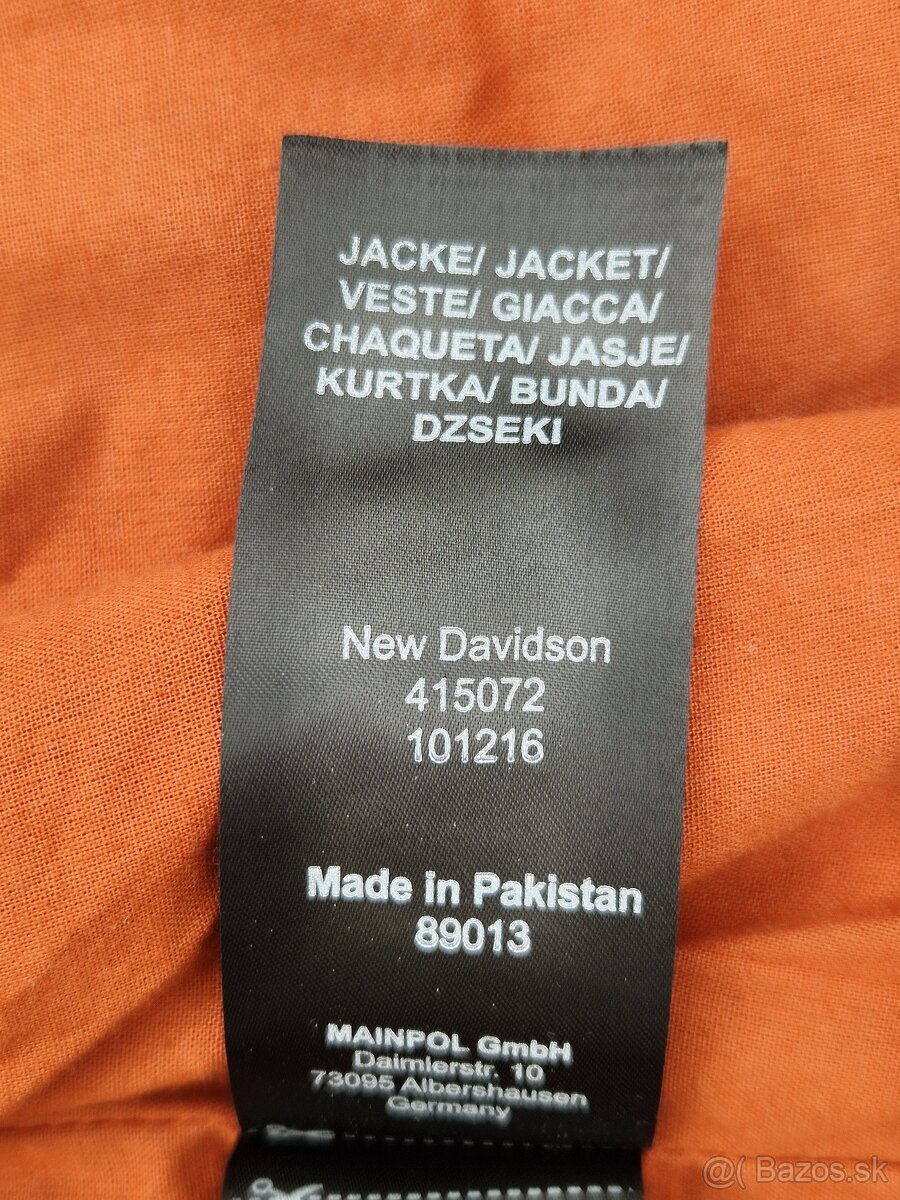 JACKE/ JACKET/
VESTE/ GIACCA/
CHAQUETA/ JASJE/
KURTKA/ BUNDA/
DZSEKI
New Davidson
415072
101216
Made in Pakistan
89013
MAINPOL GmbH
Daimlerstr. 10
73095 Albershausen
Germany
@( Bazos.sk